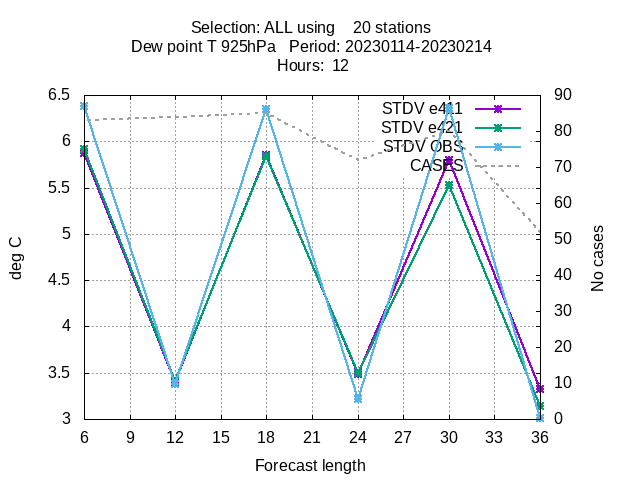 Selection: ALL using    20 stations
Dew point T 925hPa   Period: 20230114-20230214
Hours:  12
6.5
6
5.5
5
4.5
4
3.5
3
deg C
STDV e411
STDV e421
STDV OBS
CASES
90
80
70
60
50
40
30
20
10
0
No cases
6 9 12 15 18 21 24 27 30 33 36
Forecast length